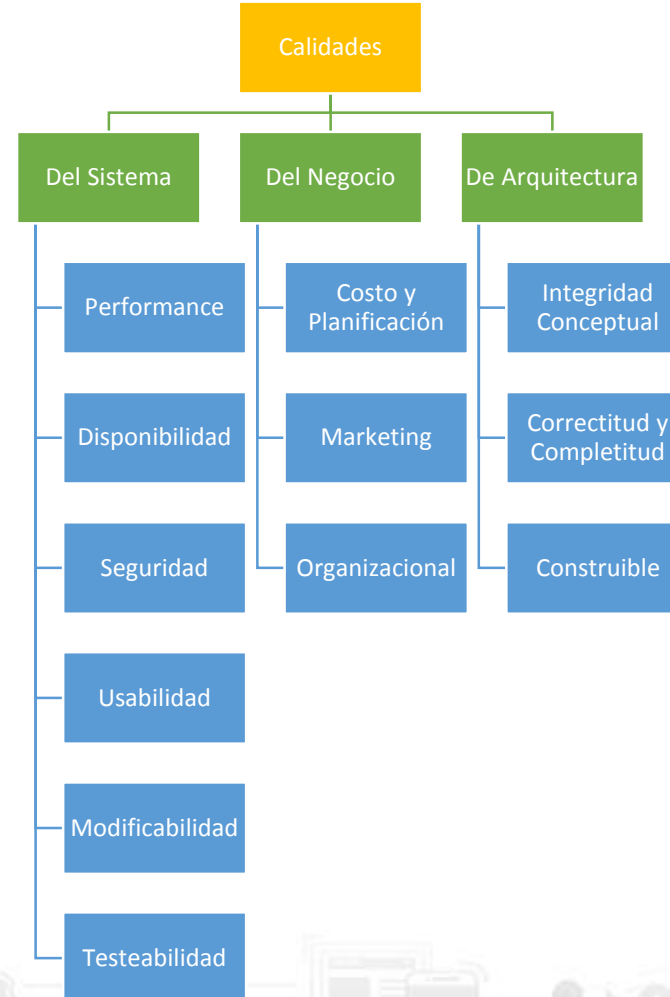 Calidades
Del Sistema
Del Negocio
De Arquitectura
Performance
Disponibilidad
Seguridad
Usabilidad
Modificabilidad
Testeabilidad
Costo y
Planificación
Marketing
Organizacional
Integridad
Conceptual
Correctitud y
Completitud
Construible